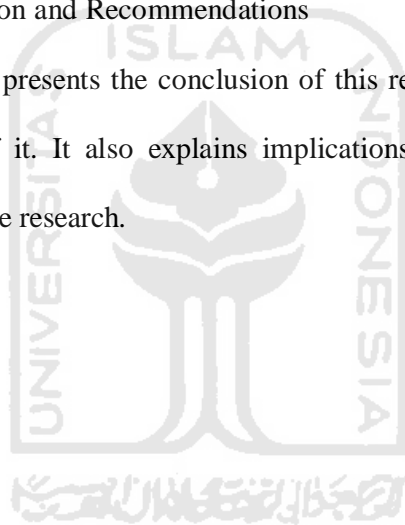 on and Recommendations
presents the conclusion of this re
f it. It also explains implications
e research.
ISLAM
UNIVERSITAS
INDONESIA